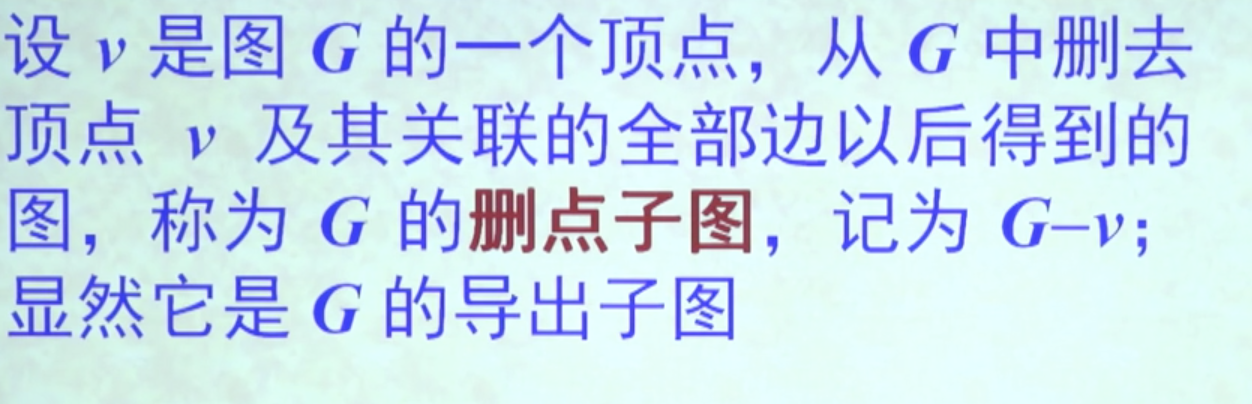 设 v 是图 G 的一个顶点，从 G 中删去
顶点 v 及其关联的全部边以后得到的
图，称为 G 的删点子图，记为 G–v；
显然它是 G 的导出子图